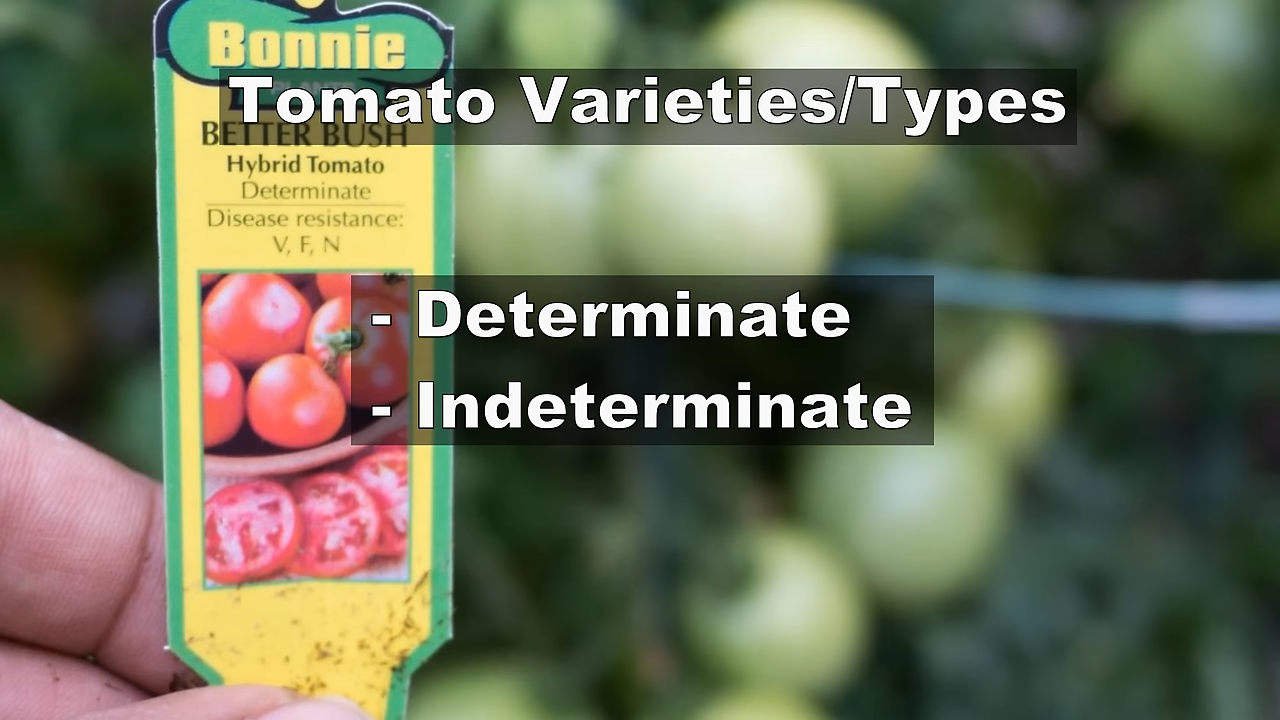 Bonnie
Tomato Varieties/Types
BETTER BUSH
Hybrid Tomato
Determinate
Disease resistance:
V, F, N
- Determinate
- Indeterminate